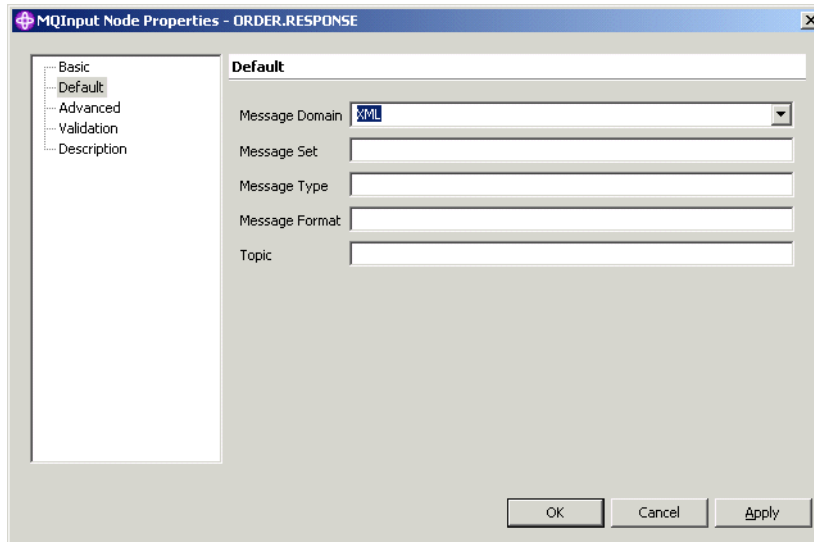 MQInput Node Properties - ORDER.RESPONSE
Basic
Default
Advanced
Validation
Description
Default
Message Domain XML
Message Set
Message Type
Message Format
Topic
OK Cancel Apply